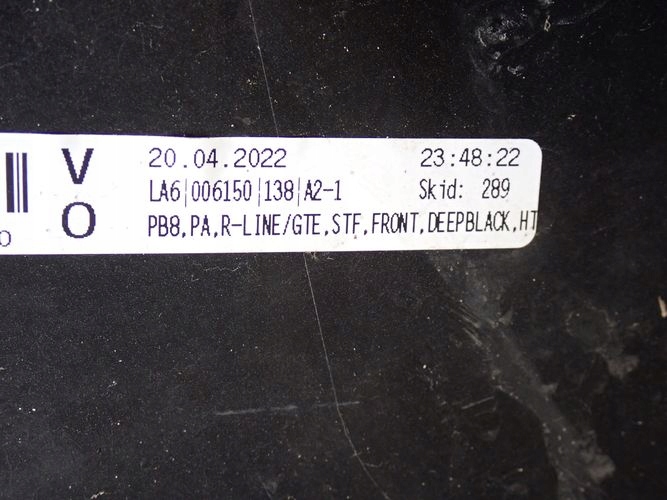 V 20.04.2022 23:48:22
LA6|006150|138|A2-1 Skid: 289
O PB8,PA,R-LINE/GTE,STF,FRONT,DEEPBLACK,HT
0